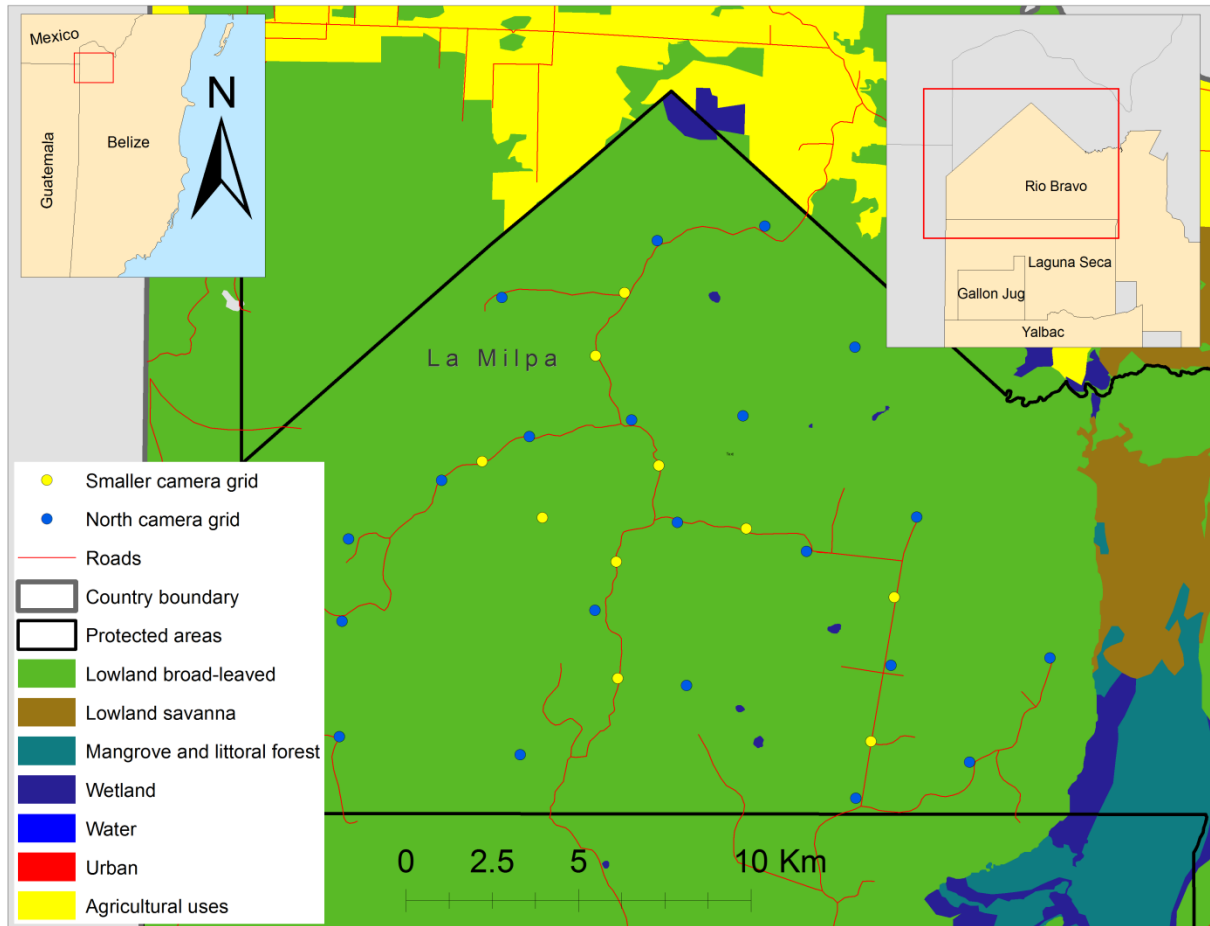 Mexico
Guatemala
Belize
N
Rio Bravo
Laguna Seca
Gallon Jug
Yalbac
La Milpa
Smaller camera grid
North camera grid
Roads
Country boundary
Protected areas
Lowland broad-leaved
Lowland savanna
Mangrove and littoral forest
Wetland
Water
Urban
Agricultural uses
0 2.5 5 10 Km